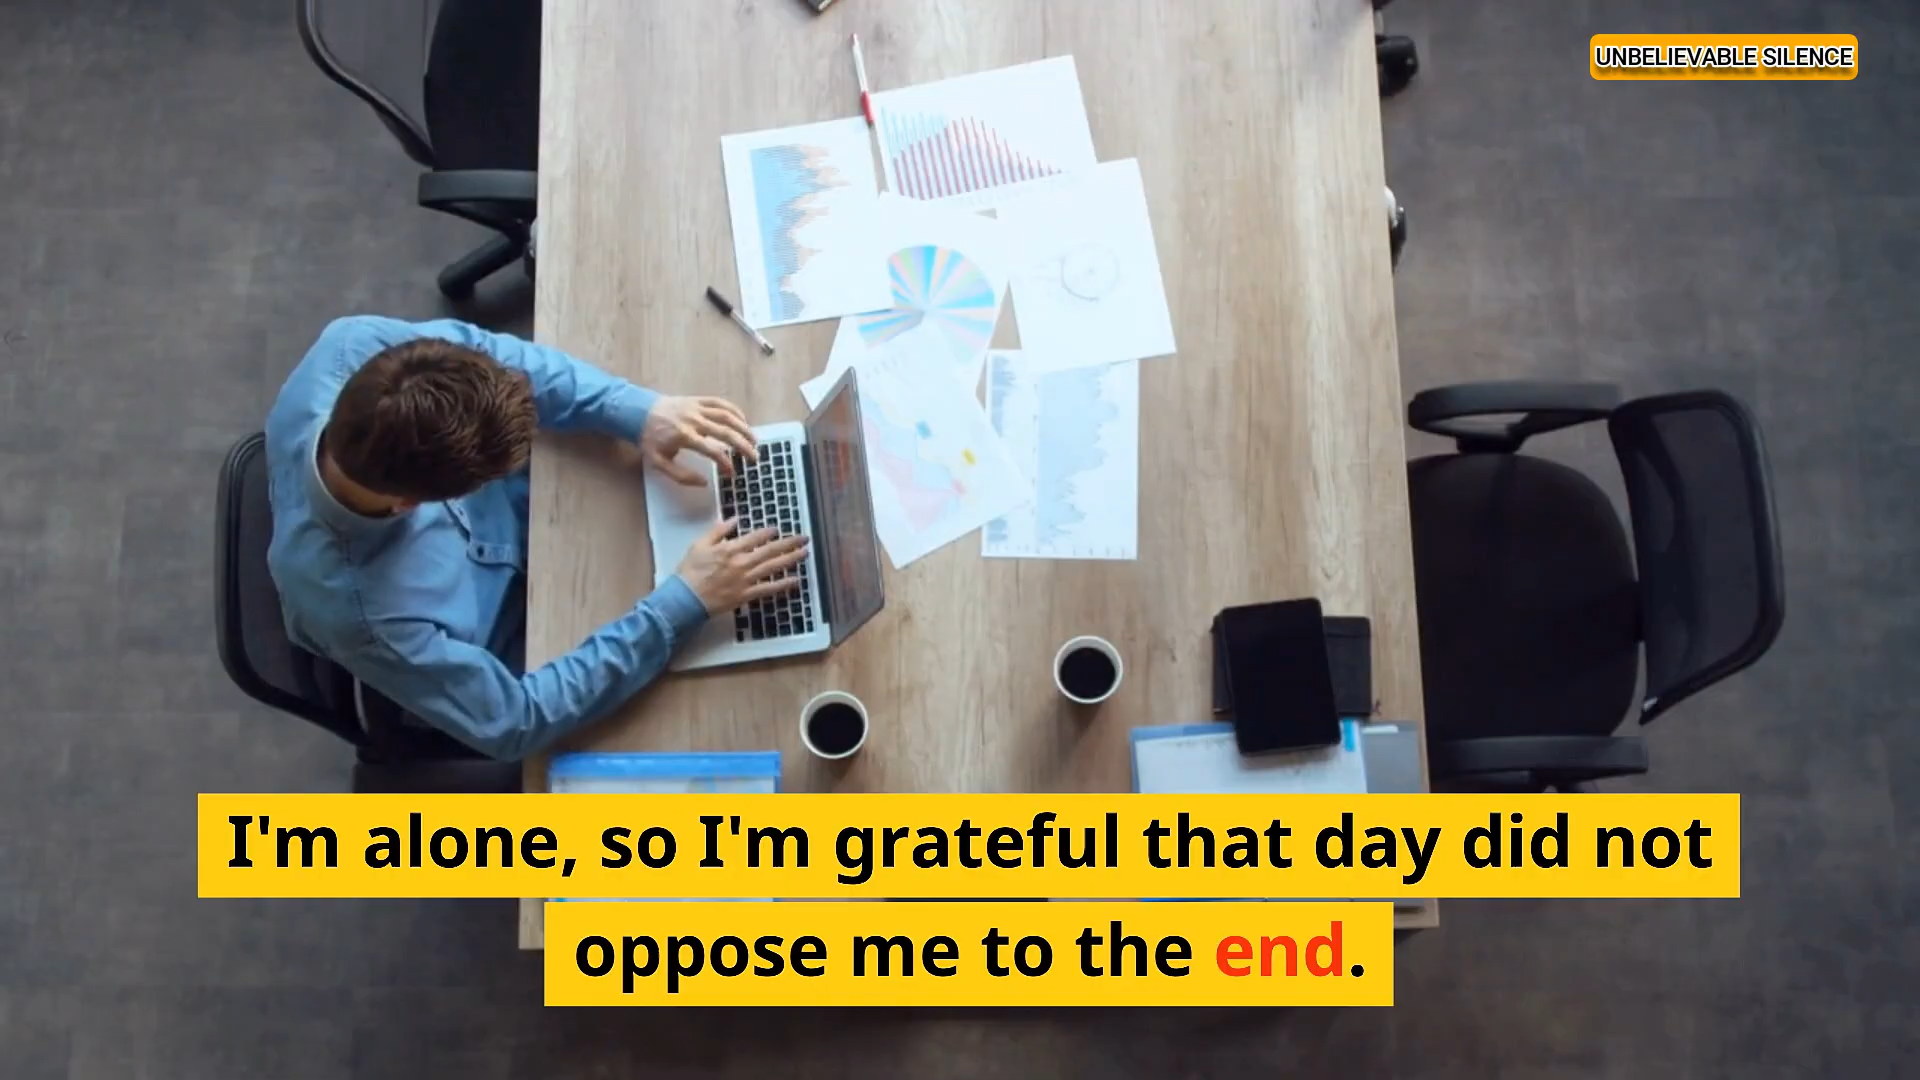 UNBELIEVABLE SILENCE
I'm alone, so I'm grateful that day did not
oppose me to the end.